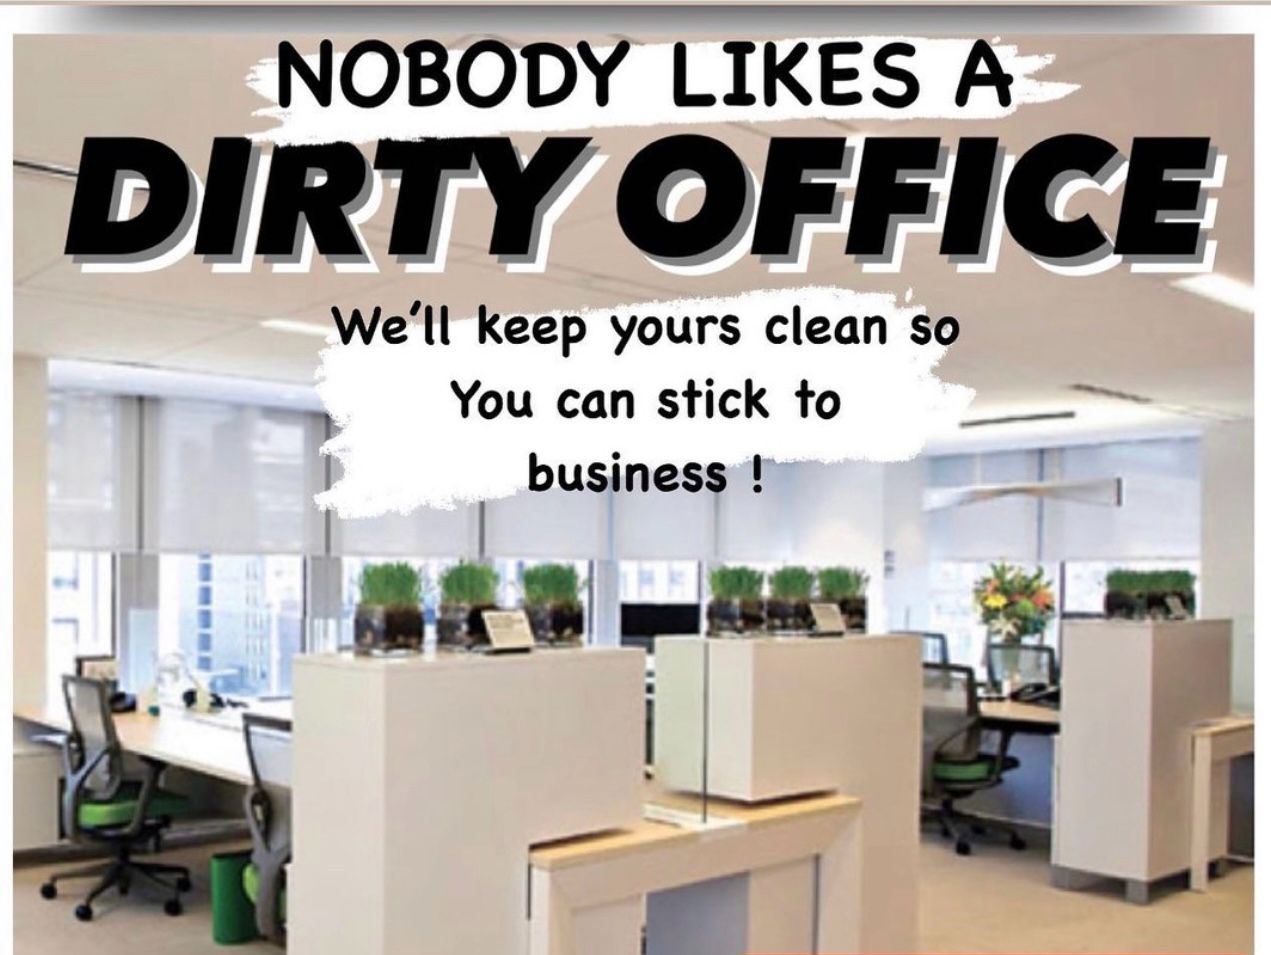 NOBODY LIKES A
DIRTY OFFICE
We'll keep yours clean so
You can stick to
business !